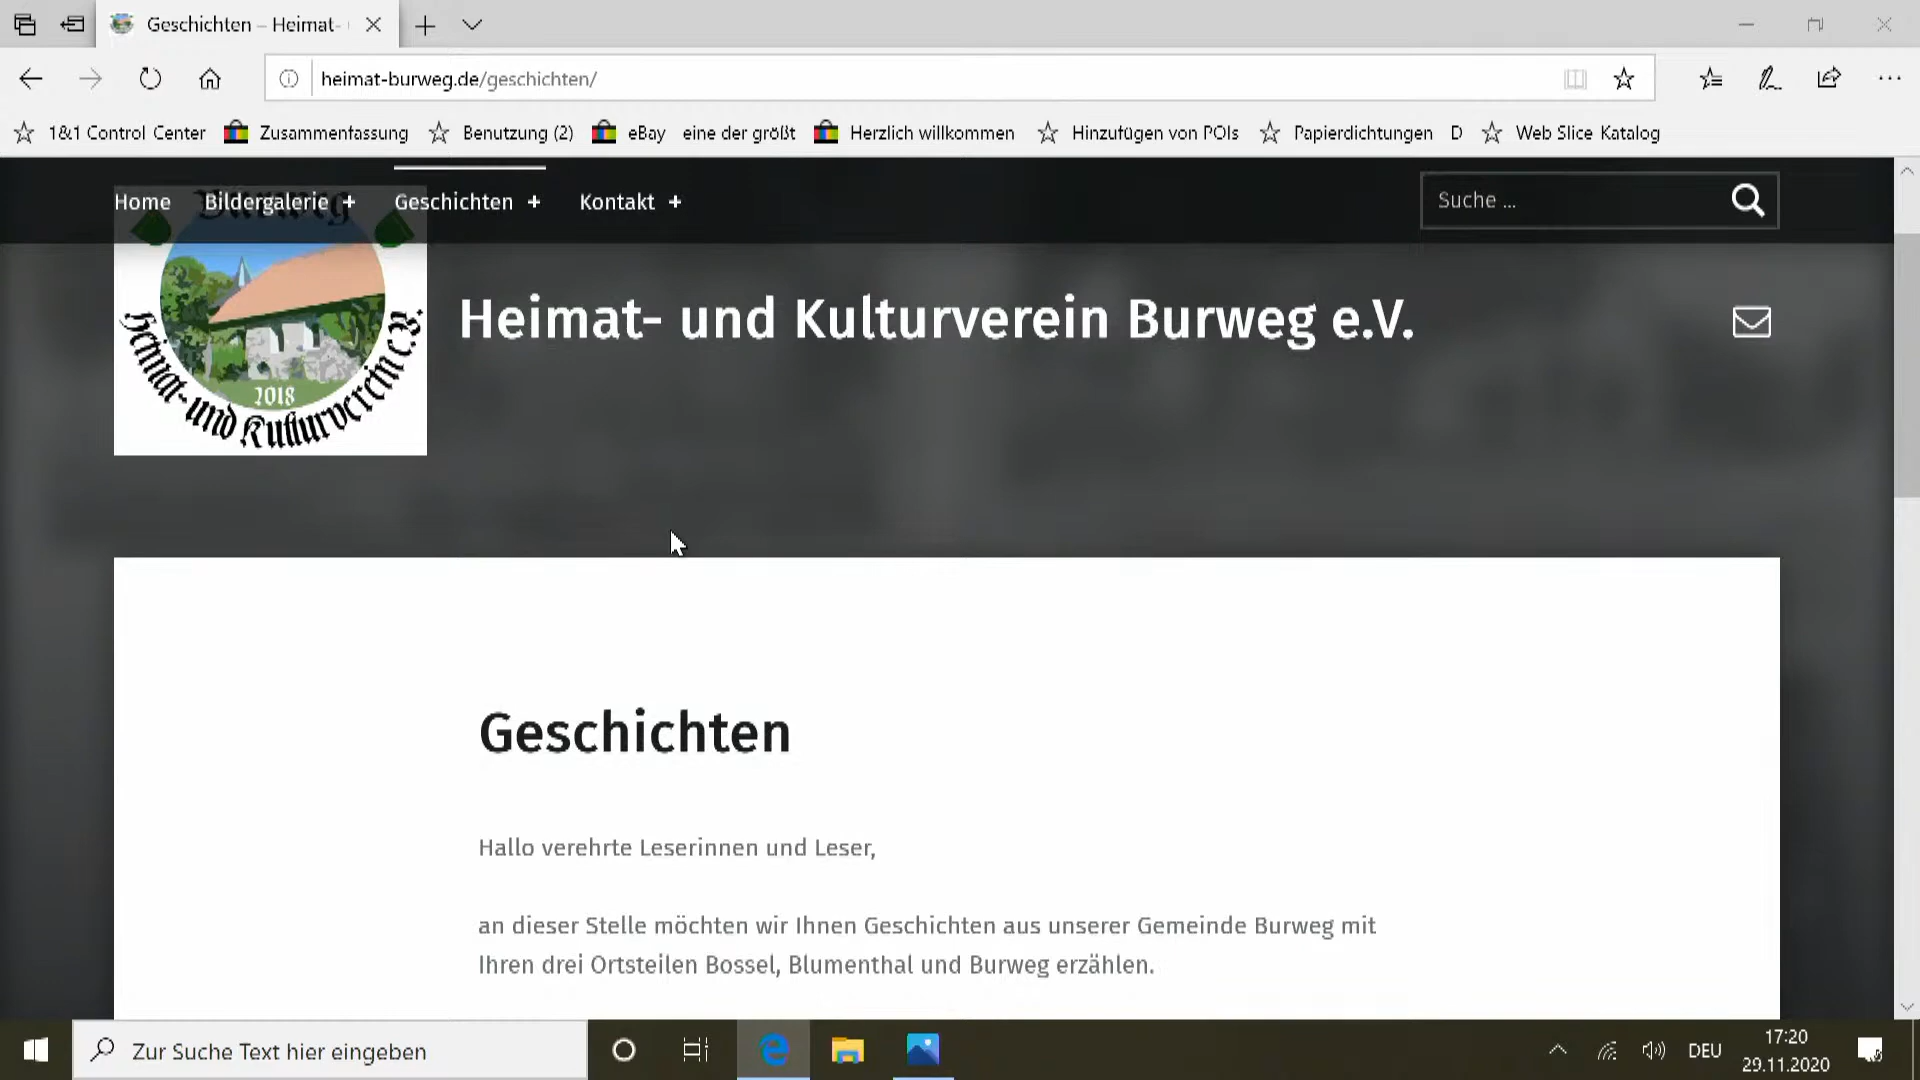 Geschichten – Heimat-
heimat-burweg.de/geschichten/
1&1 Control Center Zusammenfassung Benutzung (2) eBay eine der größt Herzlich willkommen Hinzufügen von POIs Papierdichtungen D Web Slice Katalog
Home Bildergalerie + Geschichten + Kontakt + Suche ...
Burweg
Heimat- und Kulturverein e.V.
2018
Heimat- und Kulturverein Burweg e.V.
Geschichten
Hallo verehrte Leserinnen und Leser,
an dieser Stelle möchten wir Ihnen Geschichten aus unserer Gemeinde Burweg mit
Ihren drei Ortsteilen Bossel, Blumenthal und Burweg erzählen.
Zur Suche Text hier eingeben
DEU
17:20
29.11.2020